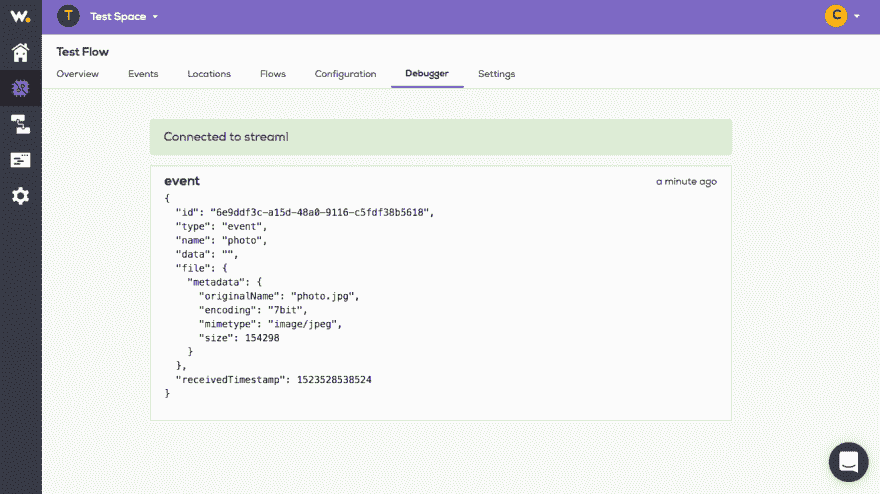 W.
T
Test Space
C
Test Flow
Overview Events Locations Flows Configuration Debugger Settings
Connected to stream!
event
a minute ago
{
"id": "6e9ddf3c-a15d-48a0-9116-c5fdf38b5618",
"type": "event",
"name": "photo",
"data": "",
"file": {
"metadata": {
"originalName": "photo.jpg",
"encoding": "7bit",
"mimetype": "image/jpeg",
"size": 154298
}
},
"receivedTimestamp": 1523528538524
}